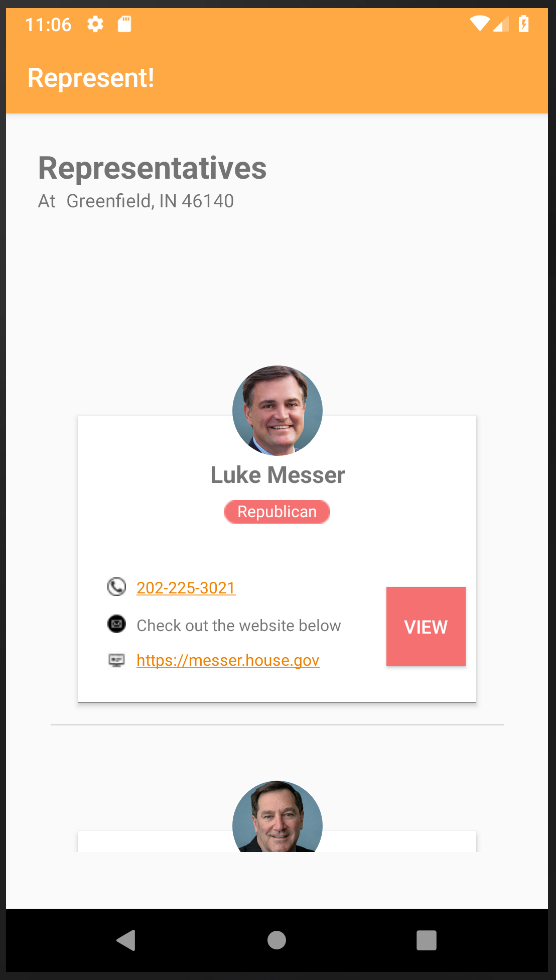 11:06
Represent!
Representatives
At Greenfield, IN 46140
Luke Messer
Republican
202-225-3021
Check out the website below
https://messer.house.gov
VIEW